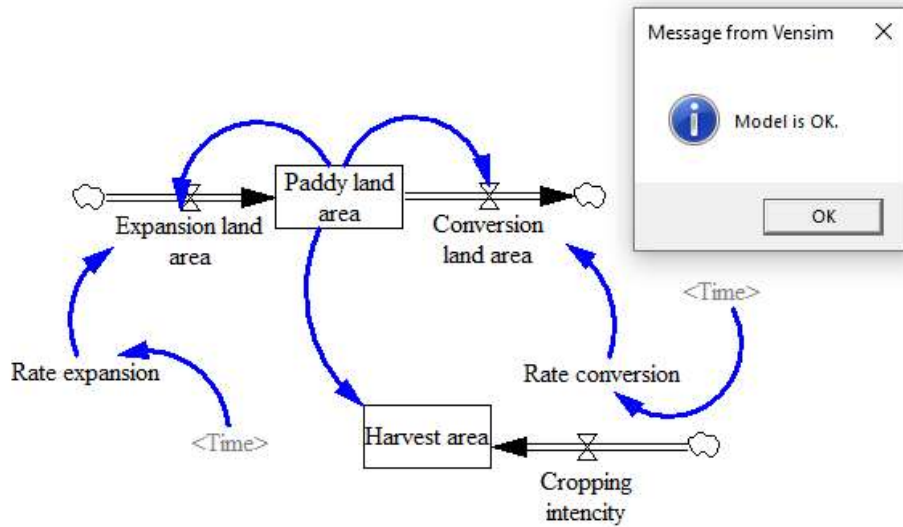 Message from Vensim
Model is OK.
OK
Paddy land
area
Expansion land
area
Conversion
land area
<Time>
Rate expansion
Rate conversion
<Time>
Harvest area
Cropping
intencity